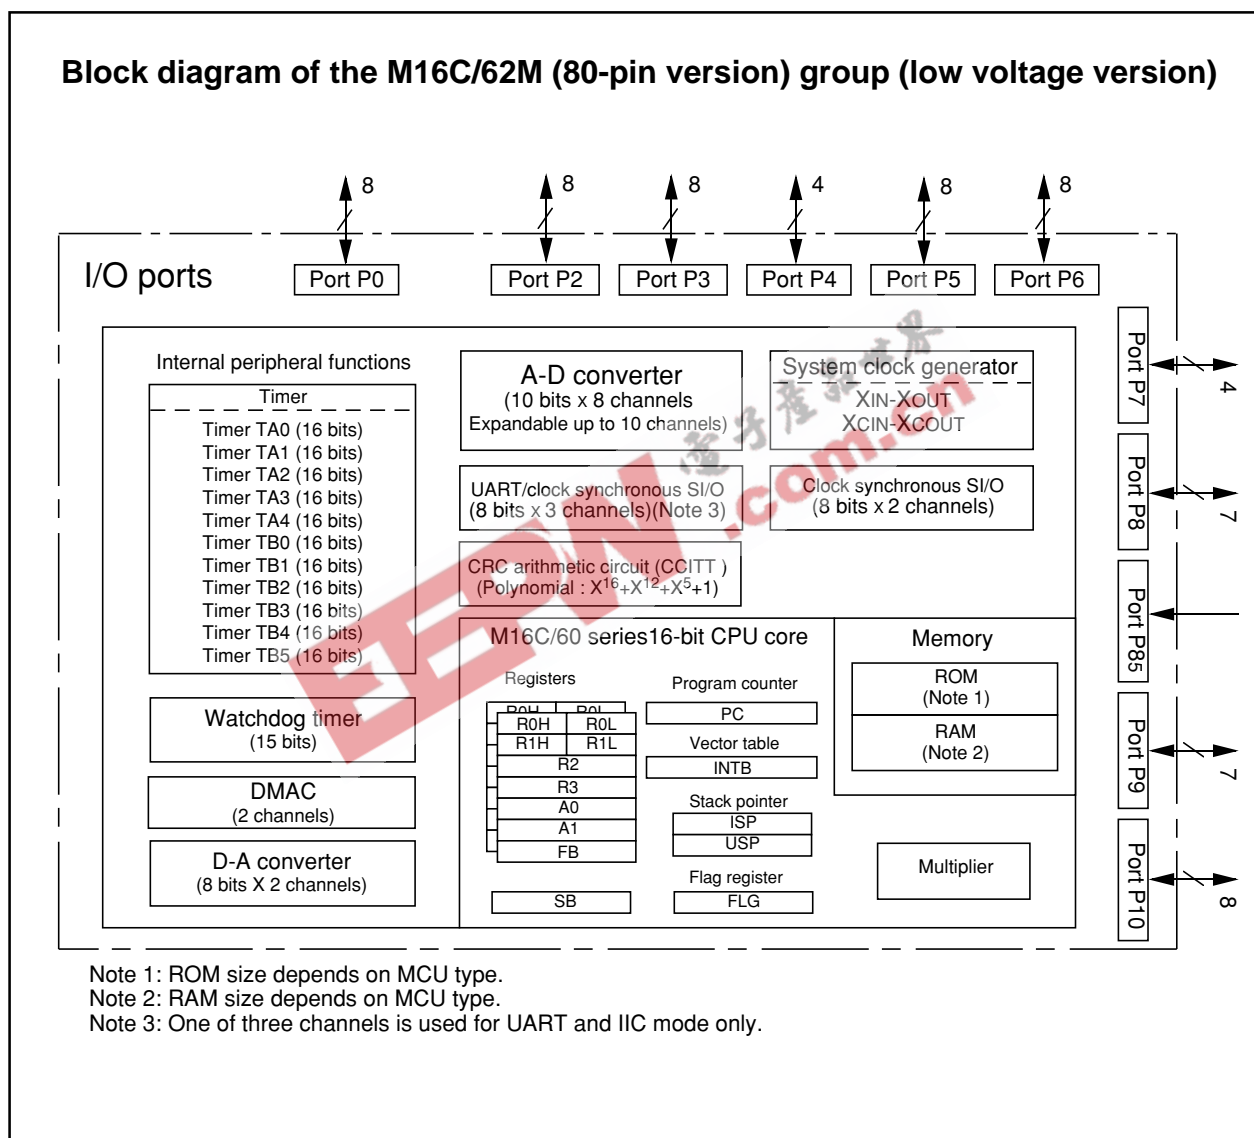 Block diagram of the M16C/62M (80-pin version) group (low voltage version)
8
8
8
4
8
8
I/O ports
Port P0
Port P2
Port P3
Port P4
Port P5
Port P6
Internal peripheral functions
Timer
Timer TA0 (16 bits)
Timer TA1 (16 bits)
Timer TA2 (16 bits)
Timer TA3 (16 bits)
Timer TA4 (16 bits)
Timer TB0 (16 bits)
Timer TB1 (16 bits)
Timer TB2 (16 bits)
Timer TB3 (16 bits)
Timer TB4 (16 bits)
Timer TB5 (16 bits)
Watchdog timer
(15 bits)
DMAC
(2 channels)
D-A converter
(8 bits X 2 channels)
A-D converter
(10 bits x 8 channels
Expandable up to 10 channels)
System clock generator
XIN-XOUT
XCIN-XCOUT
UART/clock synchronous SI/O
(8 bits x 3 channels)(Note 3)
Clock synchronous SI/O
(8 bits x 2 channels)
CRC arithmetic circuit (CCITT )
(Polynomial : X16+X12+X5+1)
M16C/60 series16-bit CPU core
Registers
R0H R0L
R0H R0L
R1H R1L
R2
R3
A0
A1
FB
SB
Program counter
PC
Vector table
INTB
Stack pointer
ISP
USP
Flag register
FLG
Memory
ROM
(Note 1)
RAM
(Note 2)
Multiplier
Port P7
4
Port P8
7
Port P85
Port P9
7
Port P10
8
EEPW
.com.cn
電子產品世界
Note 1: ROM size depends on MCU type.
Note 2: RAM size depends on MCU type.
Note 3: One of three channels is used for UART and IIC mode only.